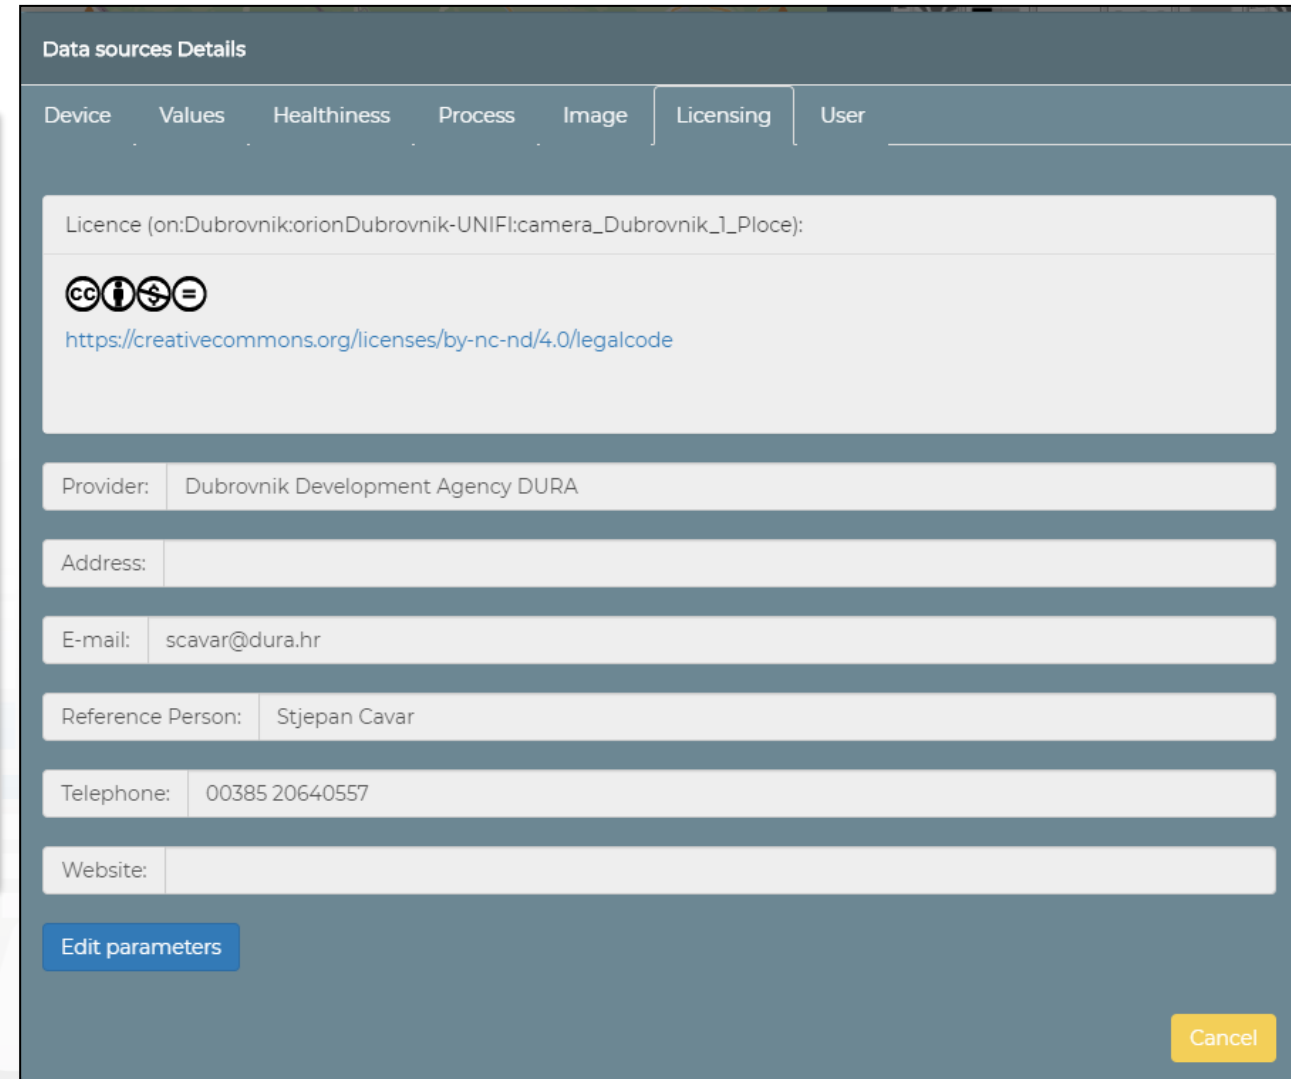 Data sources Details
Device Values Healthiness Process Image Licensing User
Licence (on:Dubrovnik:orionDubrovnik-UNIFI:camera_Dubrovnik_1_Ploce):
cc
https://creativecommons.org/licenses/by-nc-nd/4.0/legalcode
Provider: Dubrovnik Development Agency DURA
Address:
E-mail: scavar@dura.hr
Reference Person: Stjepan Cavar
Telephone: 00385 20640557
Website:
Edit parameters
Cancel